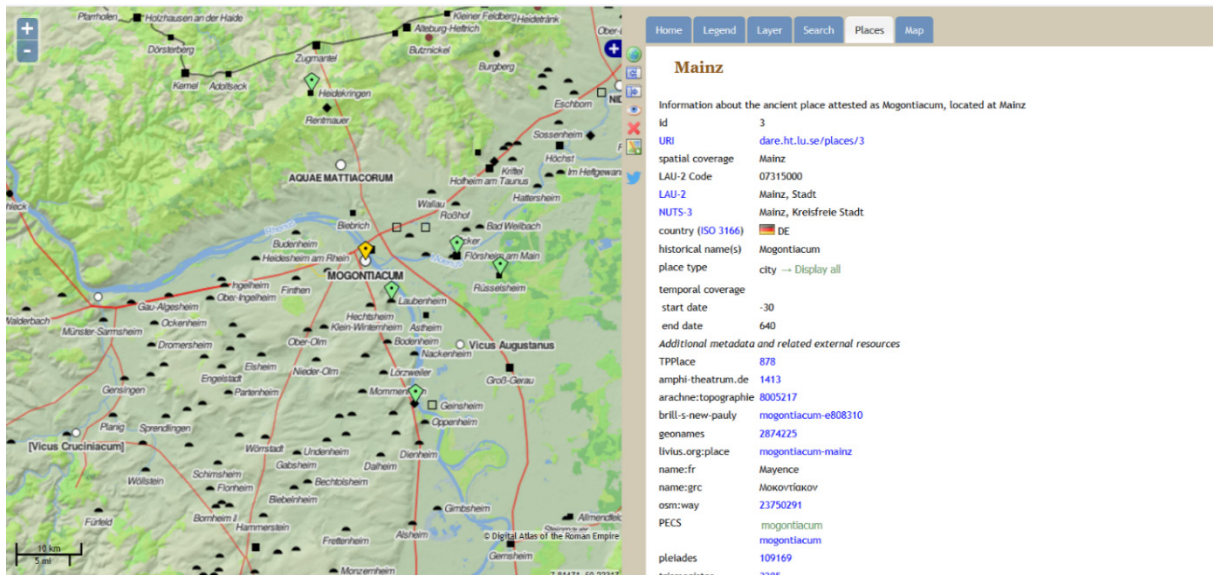 +
-
Pfarrhofen
Holzhausen an der Haide
Kleiner Feldberg
Heidetränk
Alteburg-Heftrich
Dörsterberg
Butznickel
Zugmantel
Burgberg
Kemel
Adolfseck
Heidekringen
Eschborn
Rentmauer
Sossenheim
Höchst
AQUAE MATTIACORUM
Kriftel
Hofheim am Taunus
Im Heftgewan
Hattersheim
Wallau
Biebrich
Roßhof
Bad Weilbach
Budenheim
Heidesheim am Rhein
Flörsheim am Main
MOGONTIACUM
Rüsselsheim
Ingelheim
Finthen
Ober-Ingelheim
Laubenheim
Gau-Algesheim
Hechtsheim
Walderbach
Ockenheim
Klein-Winternheim
Astheim
Münster-Sarmsheim
Bodenheim
Dromersheim
Ober-Olm
Vicus Augustanus
Nackenheim
Elsheim
Lörzweiler
Engelstadt
Nieder-Olm
Groß-Gerau
Gensingen
Partenheim
Geinsheim
Oppenheim
Planig
Sprendlingen
[Vicus Cruciniacum]
Wörrstadt
Undenheim
Dienheim
Gabsheim
Dalheim
Schimsheim
Wöllstein
Flonheim
Bechtolsheim
Biebelnheim
Gimbsheim
Fürfeld
Bornheim II
Hammerstein
Alsheim
Frettenheim
© Digital Atlas of the Roman Empire
10 km
5 mi
Gernsheim
Monzernheim
Home Legend Layer Search Places Map
Mainz
Information about the ancient place attested as Mogontiacum, located at Mainz
id 3
URI dare.ht.lu.se/places/3
spatial coverage Mainz
LAU-2 Code 07315000
LAU-2 Mainz, Stadt
NUTS-3 Mainz, Kreisfreie Stadt
country (ISO 3166) DE
historical name(s) Mogontiacum
place type city → Display all
temporal coverage
start date -30
end date 640
Additional metadata and related external resources
TPPlace 878
amphi-theatrum.de 1413
arachne:topographie 8005217
brill-s-new-pauly mogontiacum-e808310
geonames 2874225
livius.org:place mogontiacum-mainz
name:fr Mayence
name:grc Μοκοντίακον
osm:way 23750291
PECS mogontiacum
mogontiacum
pleiades 109169